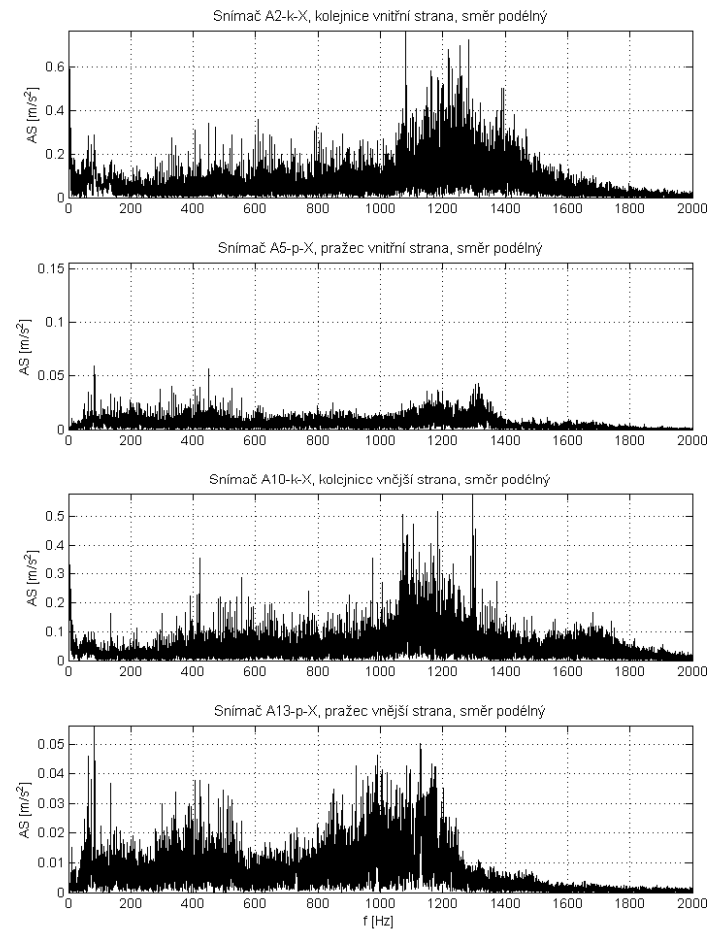 Snímač A2-k-X, kolejnice vnitřní strana, směr podélný
AS [m/s²]
0.6
0.4
0.2
0
0 200 400 600 800 1000 1200 1400 1600 1800 2000
Snímač A5-p-X, pražec vnitřní strana, směr podélný
AS [m/s²]
0.15
0.1
0.05
0
0 200 400 600 800 1000 1200 1400 1600 1800 2000
Snímač A10-k-X, kolejnice vnější strana, směr podélný
AS [m/s²]
0.5
0.4
0.3
0.2
0.1
0
0 200 400 600 800 1000 1200 1400 1600 1800 2000
Snímač A13-p-X, pražec vnější strana, směr podélný
AS [m/s²]
0.05
0.04
0.03
0.02
0.01
0
0 200 400 600 800 1000 1200 1400 1600 1800 2000
f [Hz]